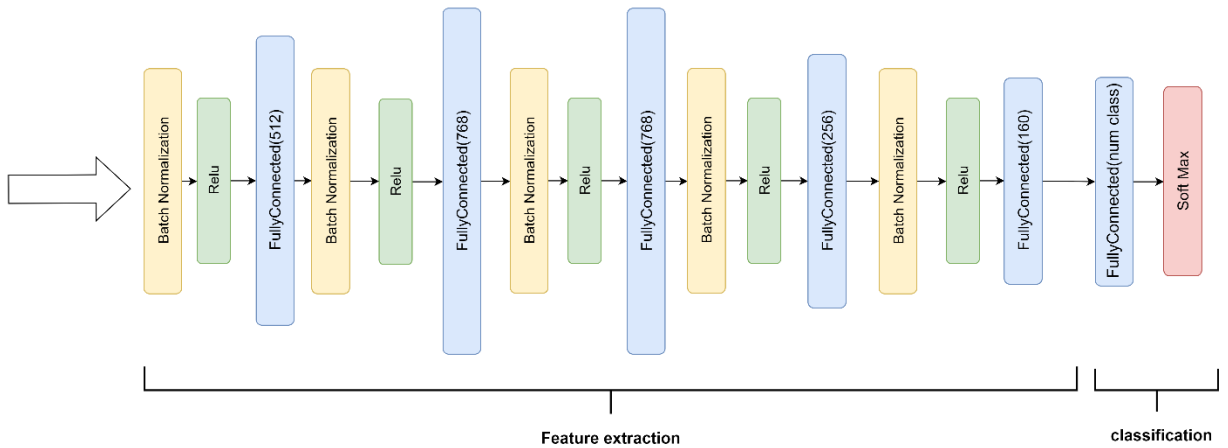 Batch Normalization
Relu
FullyConnected(512)
Batch Normalization
Relu
FullyConnected(768)
Batch Normalization
Relu
FullyConnected(768)
Batch Normalization
Relu
FullyConnected(256)
Batch Normalization
Relu
FullyConnected(160)
FullyConnected(num class)
Soft Max
Feature extraction
classification